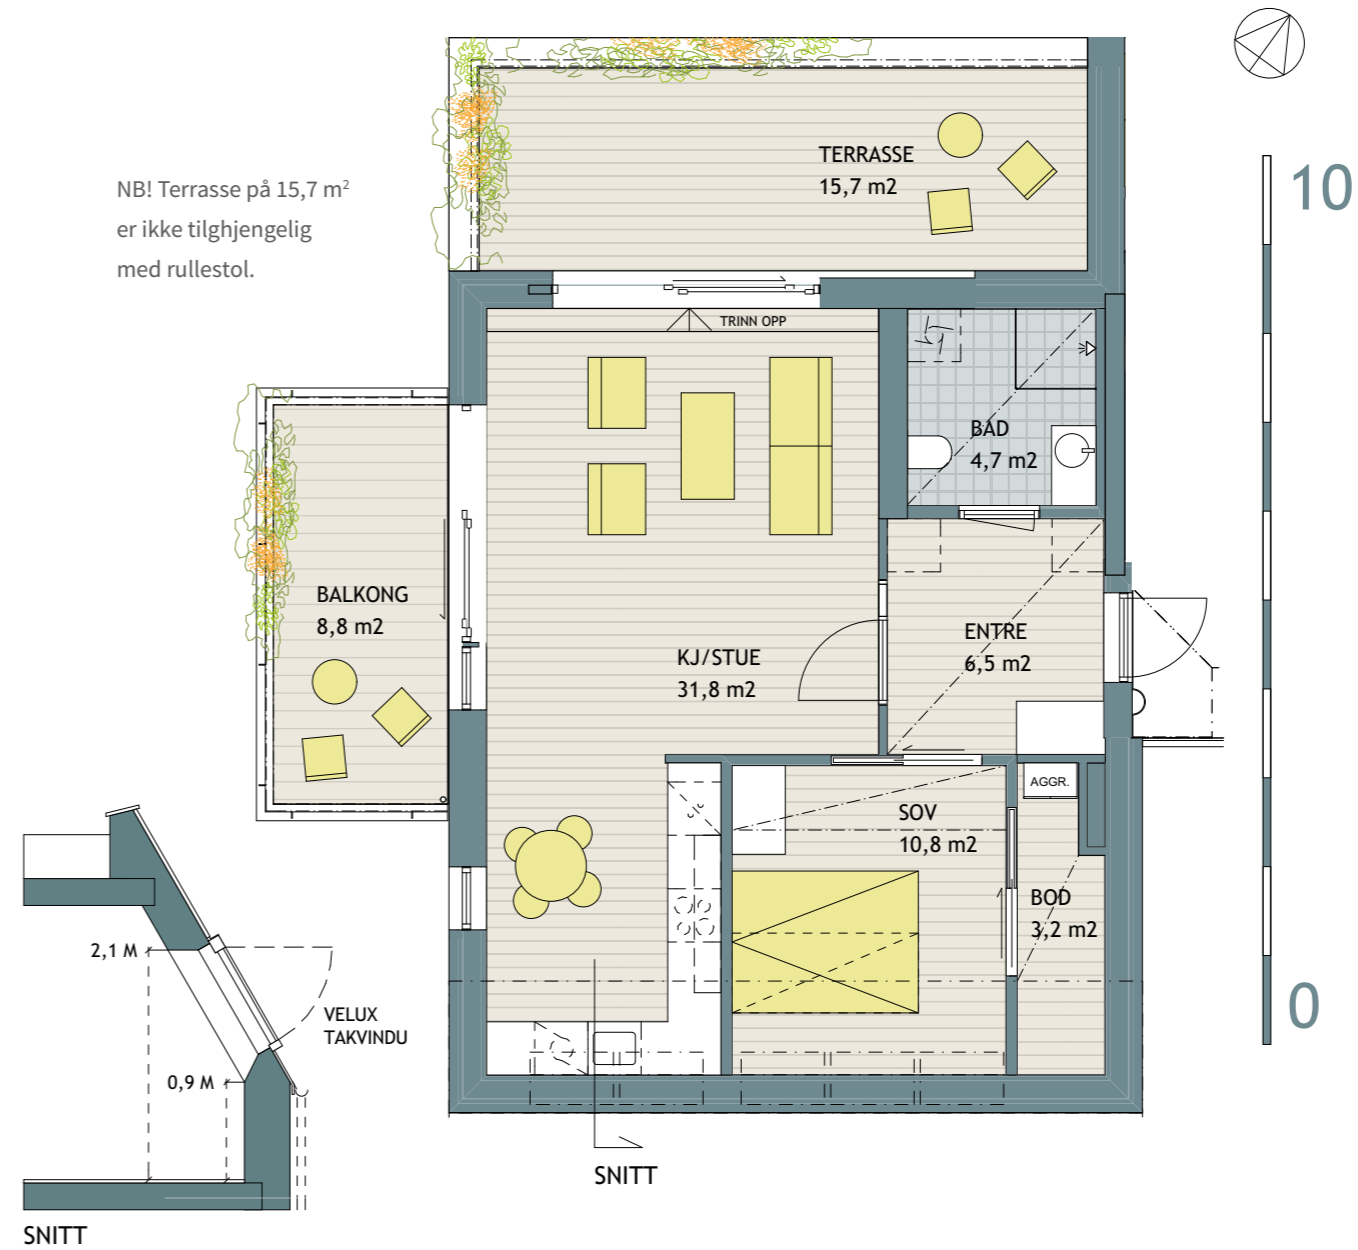 TERRASSE
15,7 m2
10
NB! Terrasse på 15,7 m²
er ikke tilghjengelig
med rullestol.
TRINN OPP
BAD
4,7 m2
BALKONG
8,8 m2
ENTRE
6,5 m2
KJ/STUE
31,8 m2
AGGR.
SOV
10,8 m2
BOD
3,2 m2
2,1 M
VELUX
TAKVINDU
0,9 M
0
SNITT
SNITT